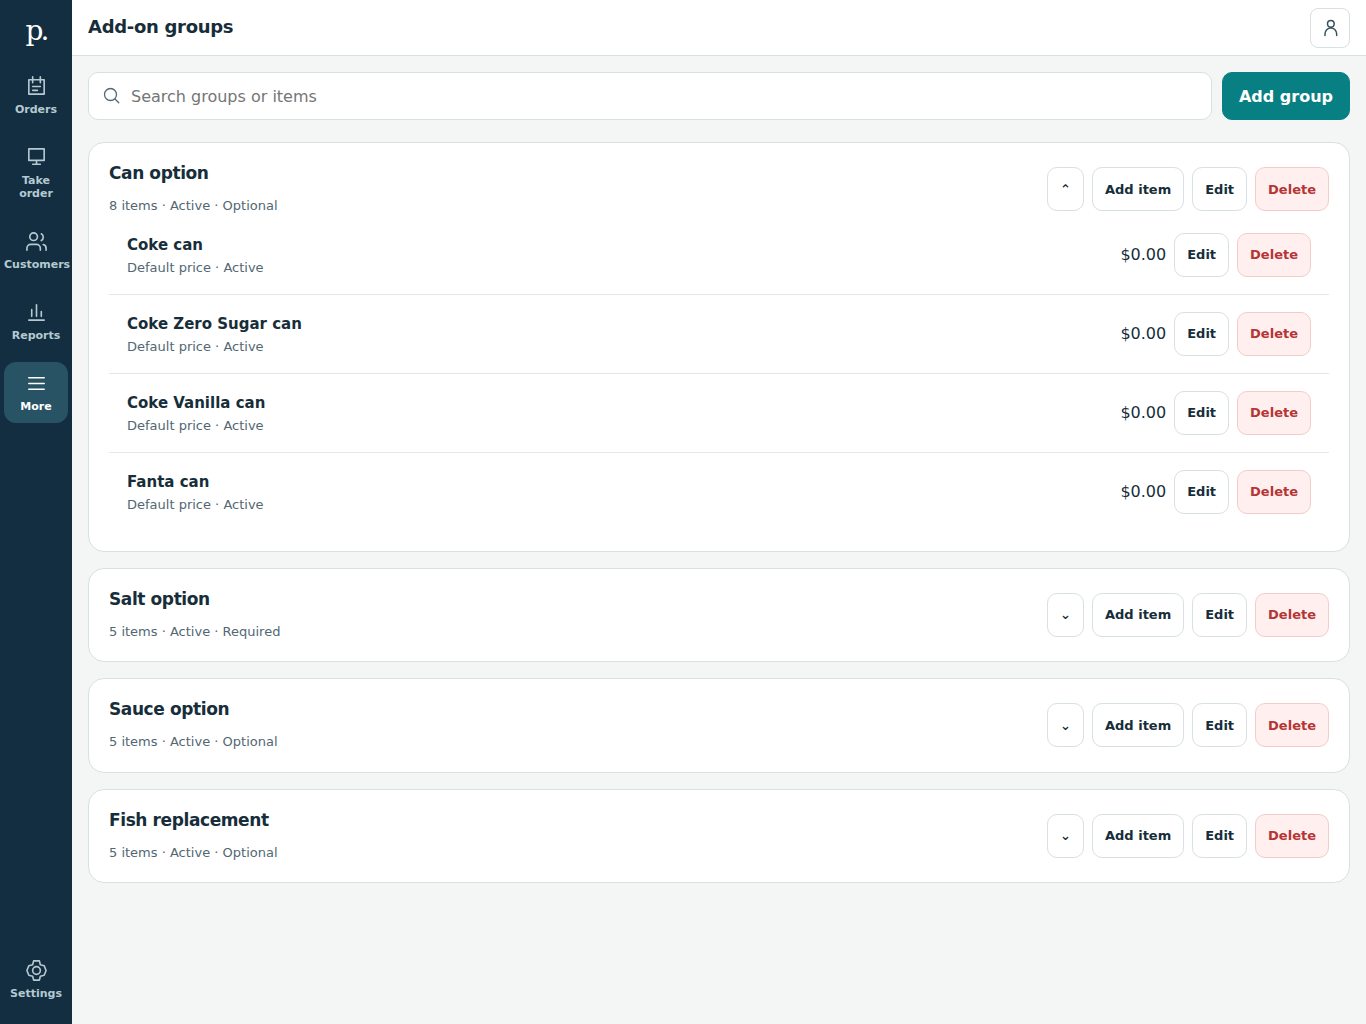 p.
Add-on groups
Orders
Take
order
Customers
Reports
More
Settings
Search groups or items
Add group
Can option
8 items · Active · Optional
Add item
Edit
Delete
Coke can
Default price · Active
$0.00
Edit
Delete
Coke Zero Sugar can
Default price · Active
$0.00
Edit
Delete
Coke Vanilla can
Default price · Active
$0.00
Edit
Delete
Fanta can
Default price · Active
$0.00
Edit
Delete
Salt option
5 items · Active · Required
Add item
Edit
Delete
Sauce option
5 items · Active · Optional
Add item
Edit
Delete
Fish replacement
5 items · Active · Optional
Add item
Edit
Delete